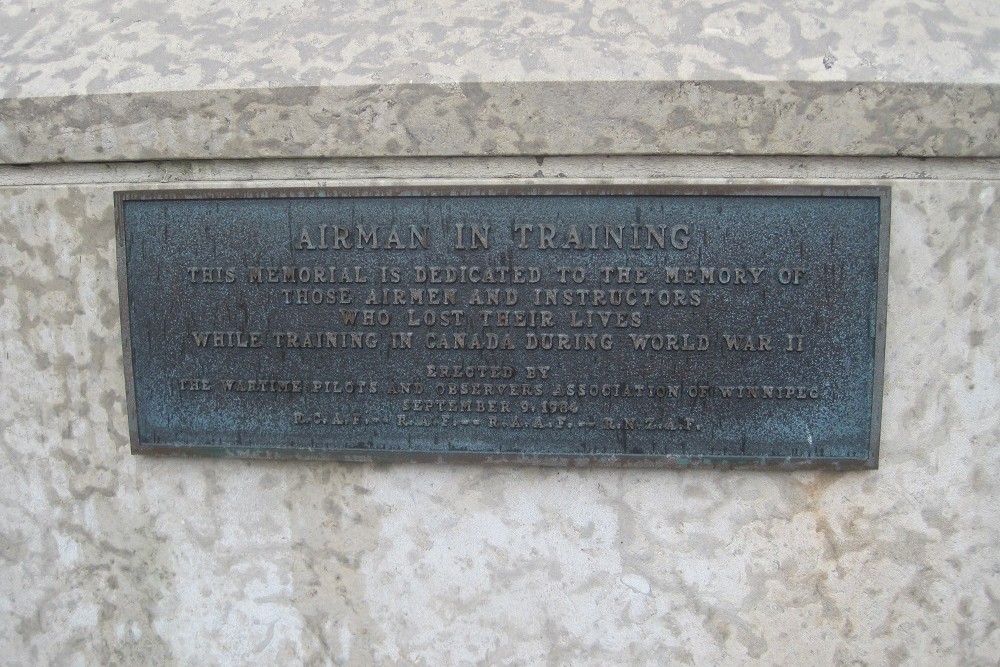 AIRMAN IN TRAINING
THIS MEMORIAL IS DEDICATED TO THE MEMORY OF
THOSE AIRMEN AND INSTRUCTORS
WHO LOST THEIR LIVES
WHILE TRAINING IN CANADA DURING WORLD WAR II
ERECTED BY
THE WARTIME PILOTS AND OBSERVERS ASSOCIATION OF WINNIPEG
SEPTEMBER 9, 1984
R.C.A.F. -- R.A.F. -- R.A.A.F. -- R.N.Z.A.F.